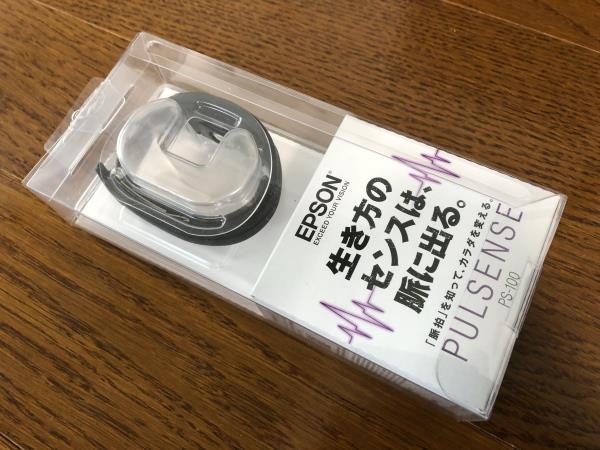 EPSON®
EXCEED YOUR VISION
生き方の
センスは、
脈に出る。
「脈拍」を知って、カラダを変える。
PULSENSE
PS-100